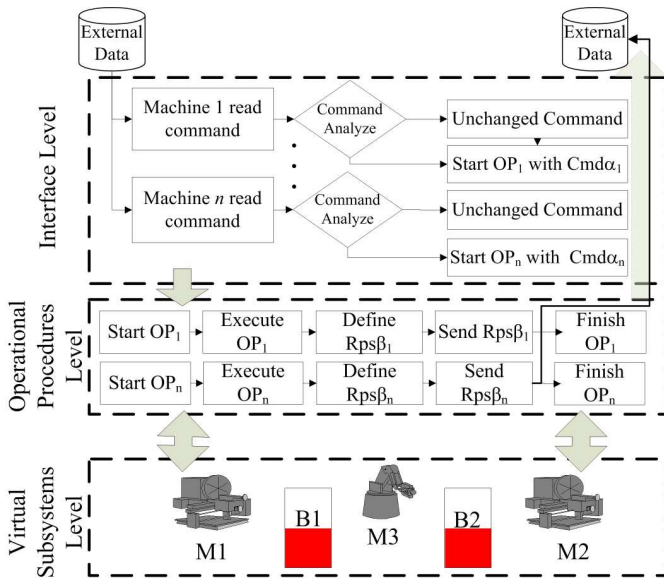 External
Data
External
Data
Interface Level
Machine 1 read
command
Command
Analyze
Unchanged Command
Start OP₁ with Cmdα₁
Machine n read
command
Command
Analyze
Unchanged Command
Start OPₙ with Cmdαₙ
Operational
Procedures
Level
Start OP₁
Execute
OP₁
Define
Rpsβ₁
Send Rpsβ₁
Finish
OP₁
Start OPₙ
Execute
OPₙ
Define
Rpsβₙ
Send
Rpsβₙ
Finish
OPₙ
Virtual
Subsystems
Level
M1
B1
M3
B2
M2